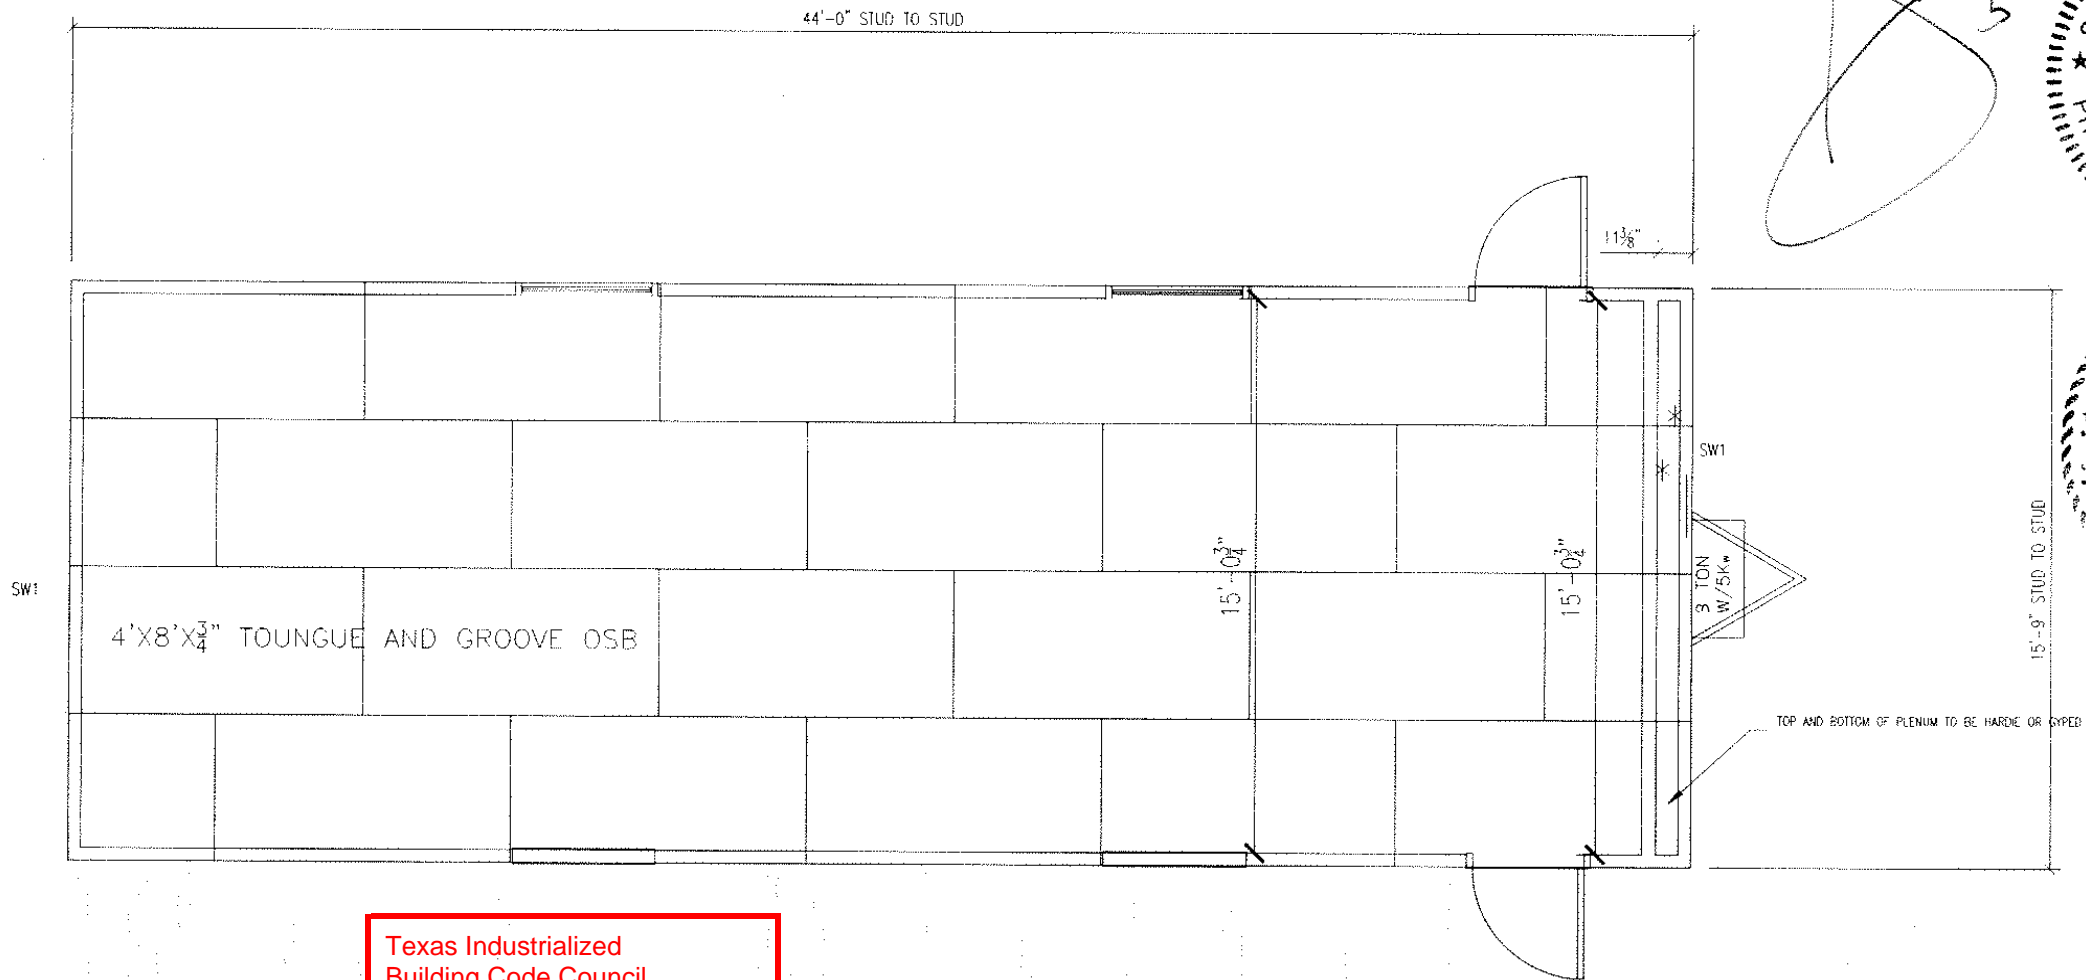 44'-0" STUD TO STUD
5
11⅜"
SW1
15'-0¾"
15'-0¾"
3 TON
W/5Kw
15'-9" STUD TO STUD
SW1
4'X8'X¾" TOUNGUE AND GROOVE OSB
TOP AND BOTTOM OF PLENUM TO BE HARDIE OR GYPED
Texas Industrialized
Building Code Council